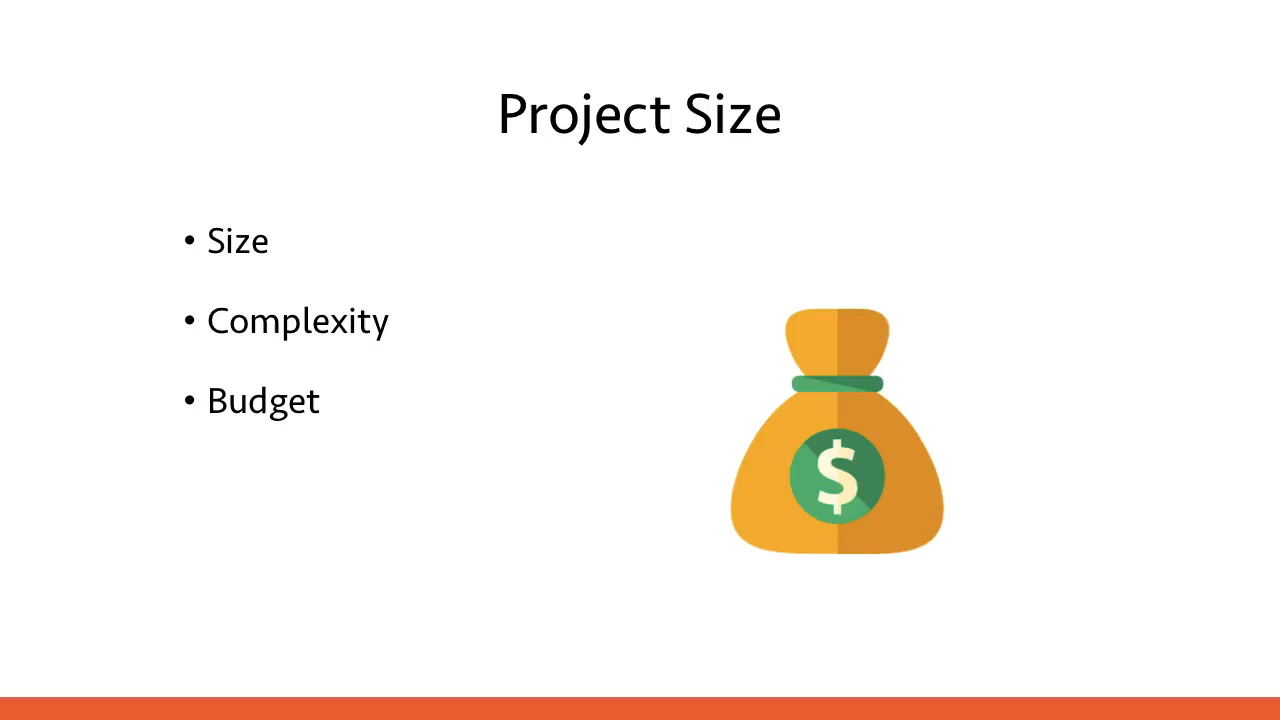 Project Size
• Size
• Complexity
• Budget
$